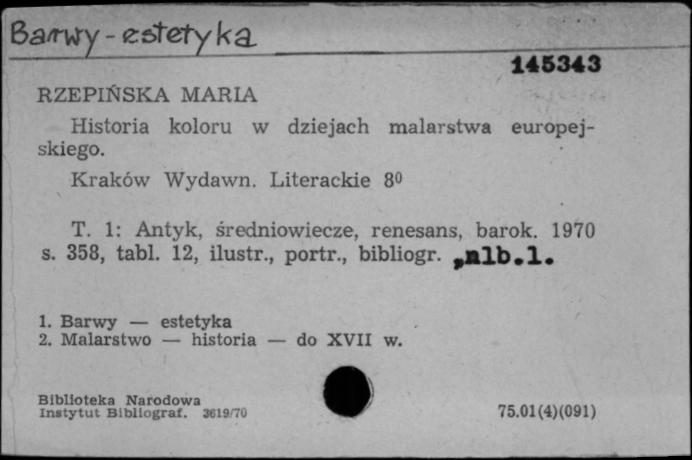 Barwy - estetyka
145343
RZEPIŃSKA MARIA
Historia koloru w dziejach malarstwa europej-
skiego.
Kraków Wydawn. Literackie 8⁰
T. 1: Antyk, średniowiecze, renesans, barok. 1970
s. 358, tabl. 12, ilustr., portr., bibliogr. „nlb.1.
1. Barwy — estetyka
2. Malarstwo — historia — do XVII w.
Biblioteka Narodowa
Instytut Bibliograf. 3619/70
75.01(4)(091)